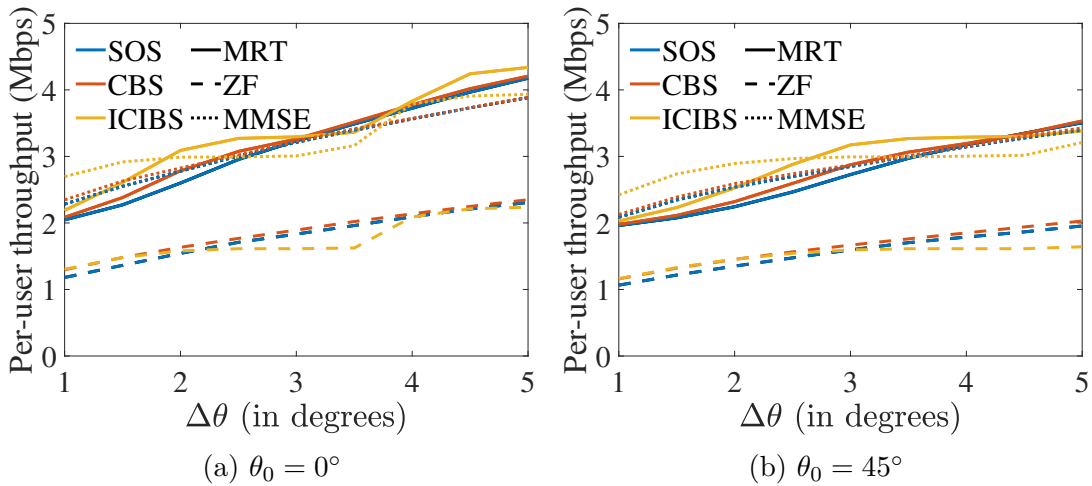 Per-user throughput (Mbps)
5
4
3
2
1
0
SOS MRT
CBS ZF
ICIBS MMSE
1 2 3 4 5
Δθ (in degrees)
(a) θ₀ = 0°
Per-user throughput (Mbps)
5
4
3
2
1
0
SOS MRT
CBS ZF
ICIBS MMSE
1 2 3 4 5
Δθ (in degrees)
(b) θ₀ = 45°